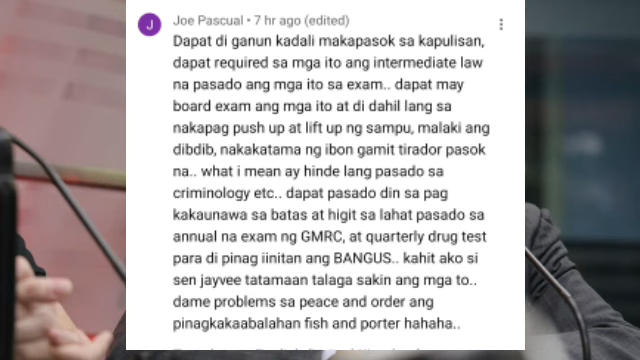 J
Joe Pascual • 7 hr ago (edited)
Dapat di ganun kadali makapasok sa kapulisan,
dapat required sa mga ito ang intermediate law
na pasado ang mga ito sa exam.. dapat may
board exam ang mga ito at di dahil lang sa
nakapag push up at lift up ng sampu, malaki ang
dibdib, nakakatama ng ibon gamit tirador pasok
na.. what i mean ay hinde lang pasado sa
criminology etc.. dapat pasado din sa pag
kakaunawa sa batas at higit sa lahat pasado sa
annual na exam ng GMRC, at quarterly drug test
para di pinag iinitan ang BANGUS.. kahit ako si
sen jayvee tatamaan talaga sakin ang mga to..
dame problems sa peace and order ang
pinagkakaabalahan fish and porter hahaha..